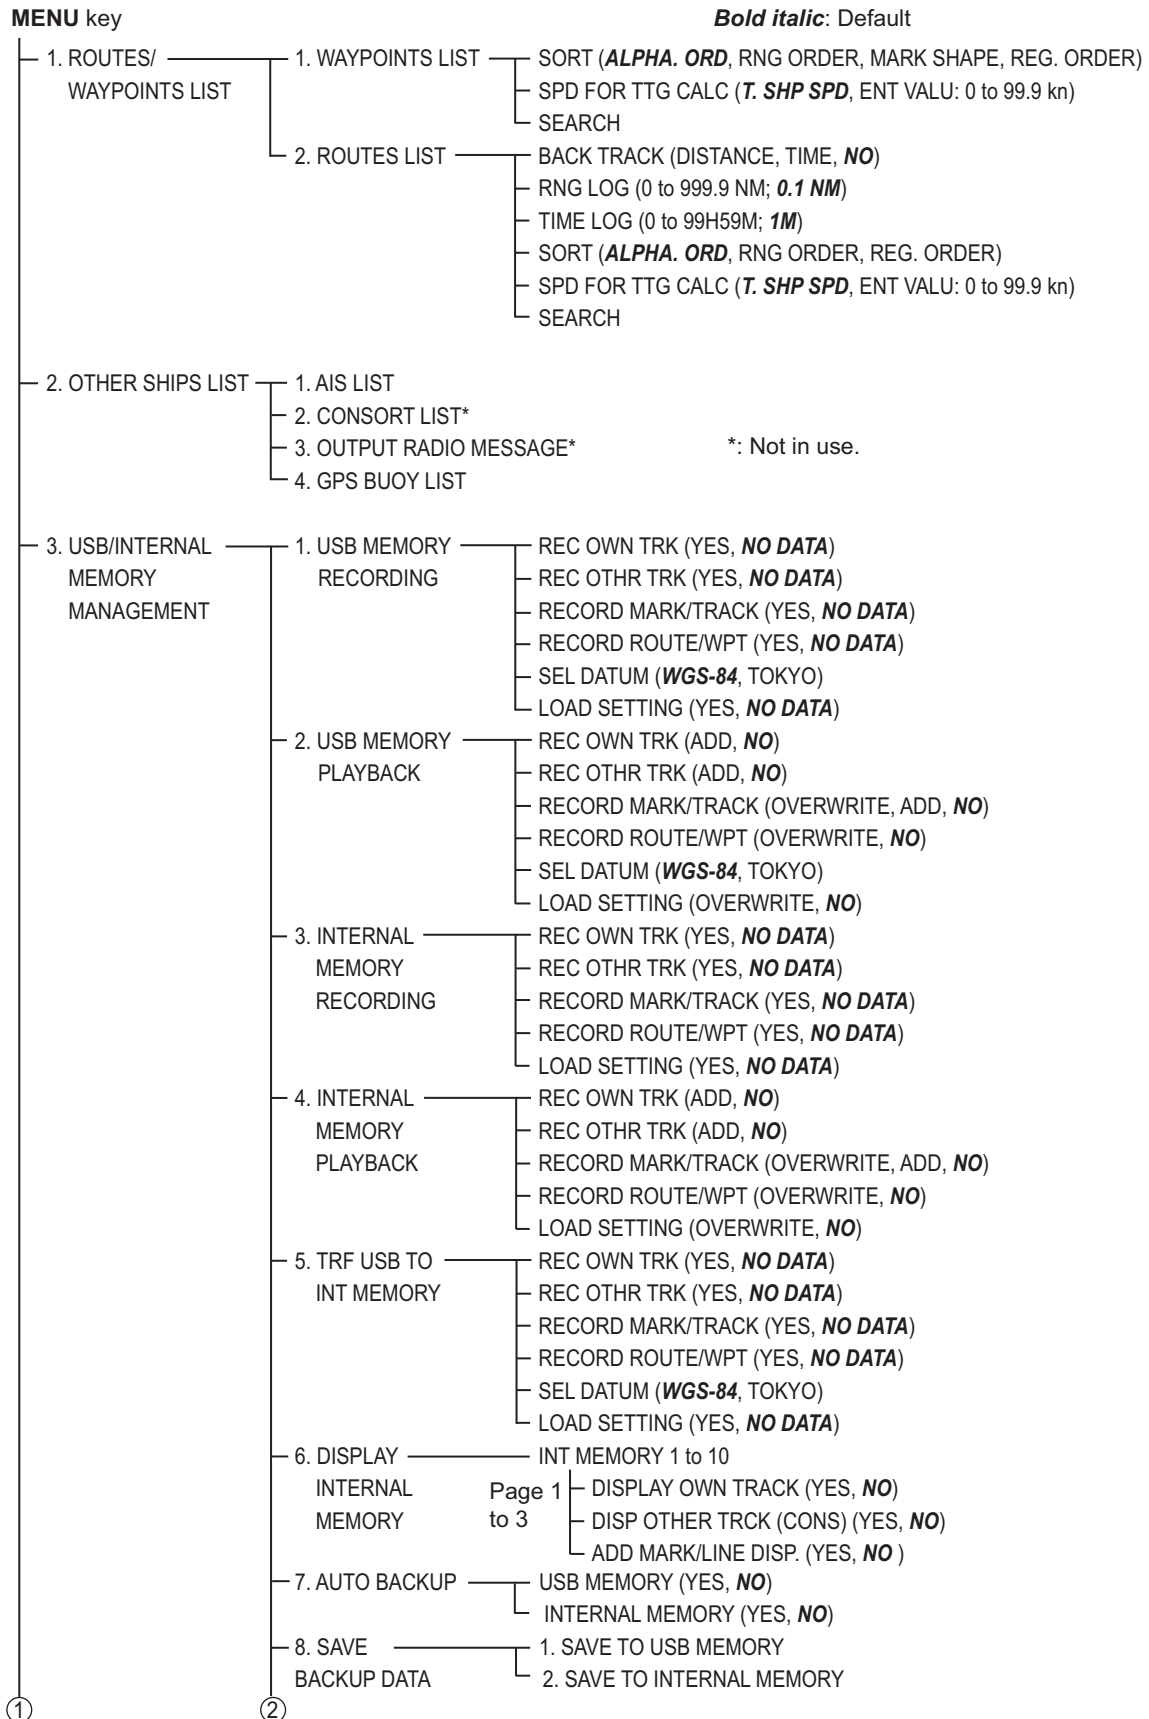 MENU key
Bold italic: Default
1. ROUTES/
WAYPOINTS LIST
1. WAYPOINTS LIST
SORT (ALPHA. ORD, RNG ORDER, MARK SHAPE, REG. ORDER)
SPD FOR TTG CALC (T. SHP SPD, ENT VALU: 0 to 99.9 kn)
SEARCH
2. ROUTES LIST
BACK TRACK (DISTANCE, TIME, NO)
RNG LOG (0 to 999.9 NM; 0.1 NM)
TIME LOG (0 to 99H59M; 1M)
SORT (ALPHA. ORD, RNG ORDER, REG. ORDER)
SPD FOR TTG CALC (T. SHP SPD, ENT VALU: 0 to 99.9 kn)
SEARCH
2. OTHER SHIPS LIST
1. AIS LIST
2. CONSORT LIST*
3. OUTPUT RADIO MESSAGE*
*: Not in use.
4. GPS BUOY LIST
3. USB/INTERNAL
MEMORY
MANAGEMENT
1. USB MEMORY
RECORDING
REC OWN TRK (YES, NO DATA)
REC OTHR TRK (YES, NO DATA)
RECORD MARK/TRACK (YES, NO DATA)
RECORD ROUTE/WPT (YES, NO DATA)
SEL DATUM (WGS-84, TOKYO)
LOAD SETTING (YES, NO DATA)
2. USB MEMORY
PLAYBACK
REC OWN TRK (ADD, NO)
REC OTHR TRK (ADD, NO)
RECORD MARK/TRACK (OVERWRITE, ADD, NO)
RECORD ROUTE/WPT (OVERWRITE, NO)
SEL DATUM (WGS-84, TOKYO)
LOAD SETTING (OVERWRITE, NO)
3. INTERNAL
MEMORY
RECORDING
REC OWN TRK (YES, NO DATA)
REC OTHR TRK (YES, NO DATA)
RECORD MARK/TRACK (YES, NO DATA)
RECORD ROUTE/WPT (YES, NO DATA)
LOAD SETTING (YES, NO DATA)
4. INTERNAL
MEMORY
PLAYBACK
REC OWN TRK (ADD, NO)
REC OTHR TRK (ADD, NO)
RECORD MARK/TRACK (OVERWRITE, ADD, NO)
RECORD ROUTE/WPT (OVERWRITE, NO)
LOAD SETTING (OVERWRITE, NO)
5. TRF USB TO
INT MEMORY
REC OWN TRK (YES, NO DATA)
REC OTHR TRK (YES, NO DATA)
RECORD MARK/TRACK (YES, NO DATA)
RECORD ROUTE/WPT (YES, NO DATA)
SEL DATUM (WGS-84, TOKYO)
LOAD SETTING (YES, NO DATA)
6. DISPLAY
INTERNAL
MEMORY
INT MEMORY 1 to 10
Page 1
to 3
DISPLAY OWN TRACK (YES, NO)
DISP OTHER TRCK (CONS) (YES, NO)
ADD MARK/LINE DISP. (YES, NO )
7. AUTO BACKUP
USB MEMORY (YES, NO)
INTERNAL MEMORY (YES, NO)
8. SAVE
BACKUP DATA
1. SAVE TO USB MEMORY
2. SAVE TO INTERNAL MEMORY
1
2